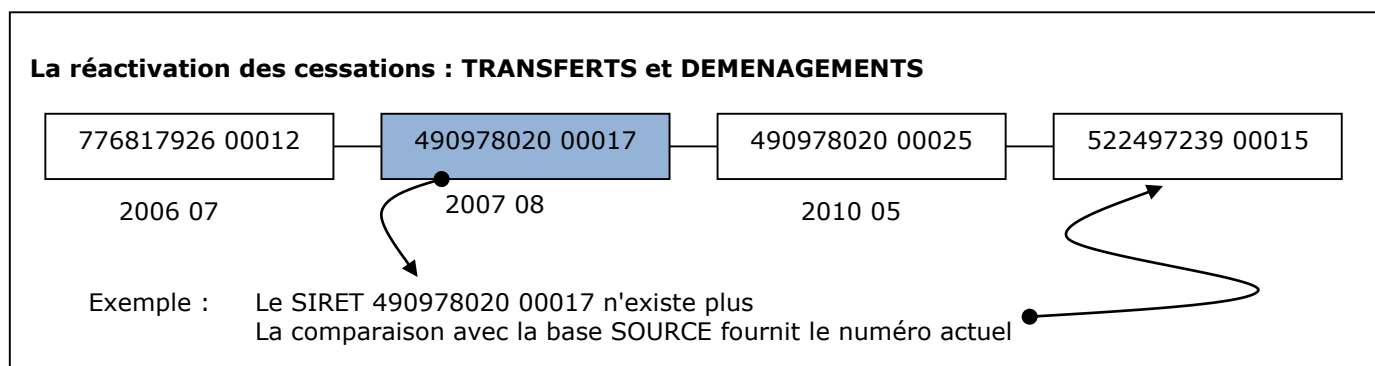 La réactivation des cessations : TRANSFERTS et DEMENAGEMENTS
776817926 00012 490978020 00017 490978020 00025 522497239 00015
2006 07 2007 08 2010 05
Exemple : Le SIRET 490978020 00017 n'existe plus
La comparaison avec la base SOURCE fournit le numéro actuel